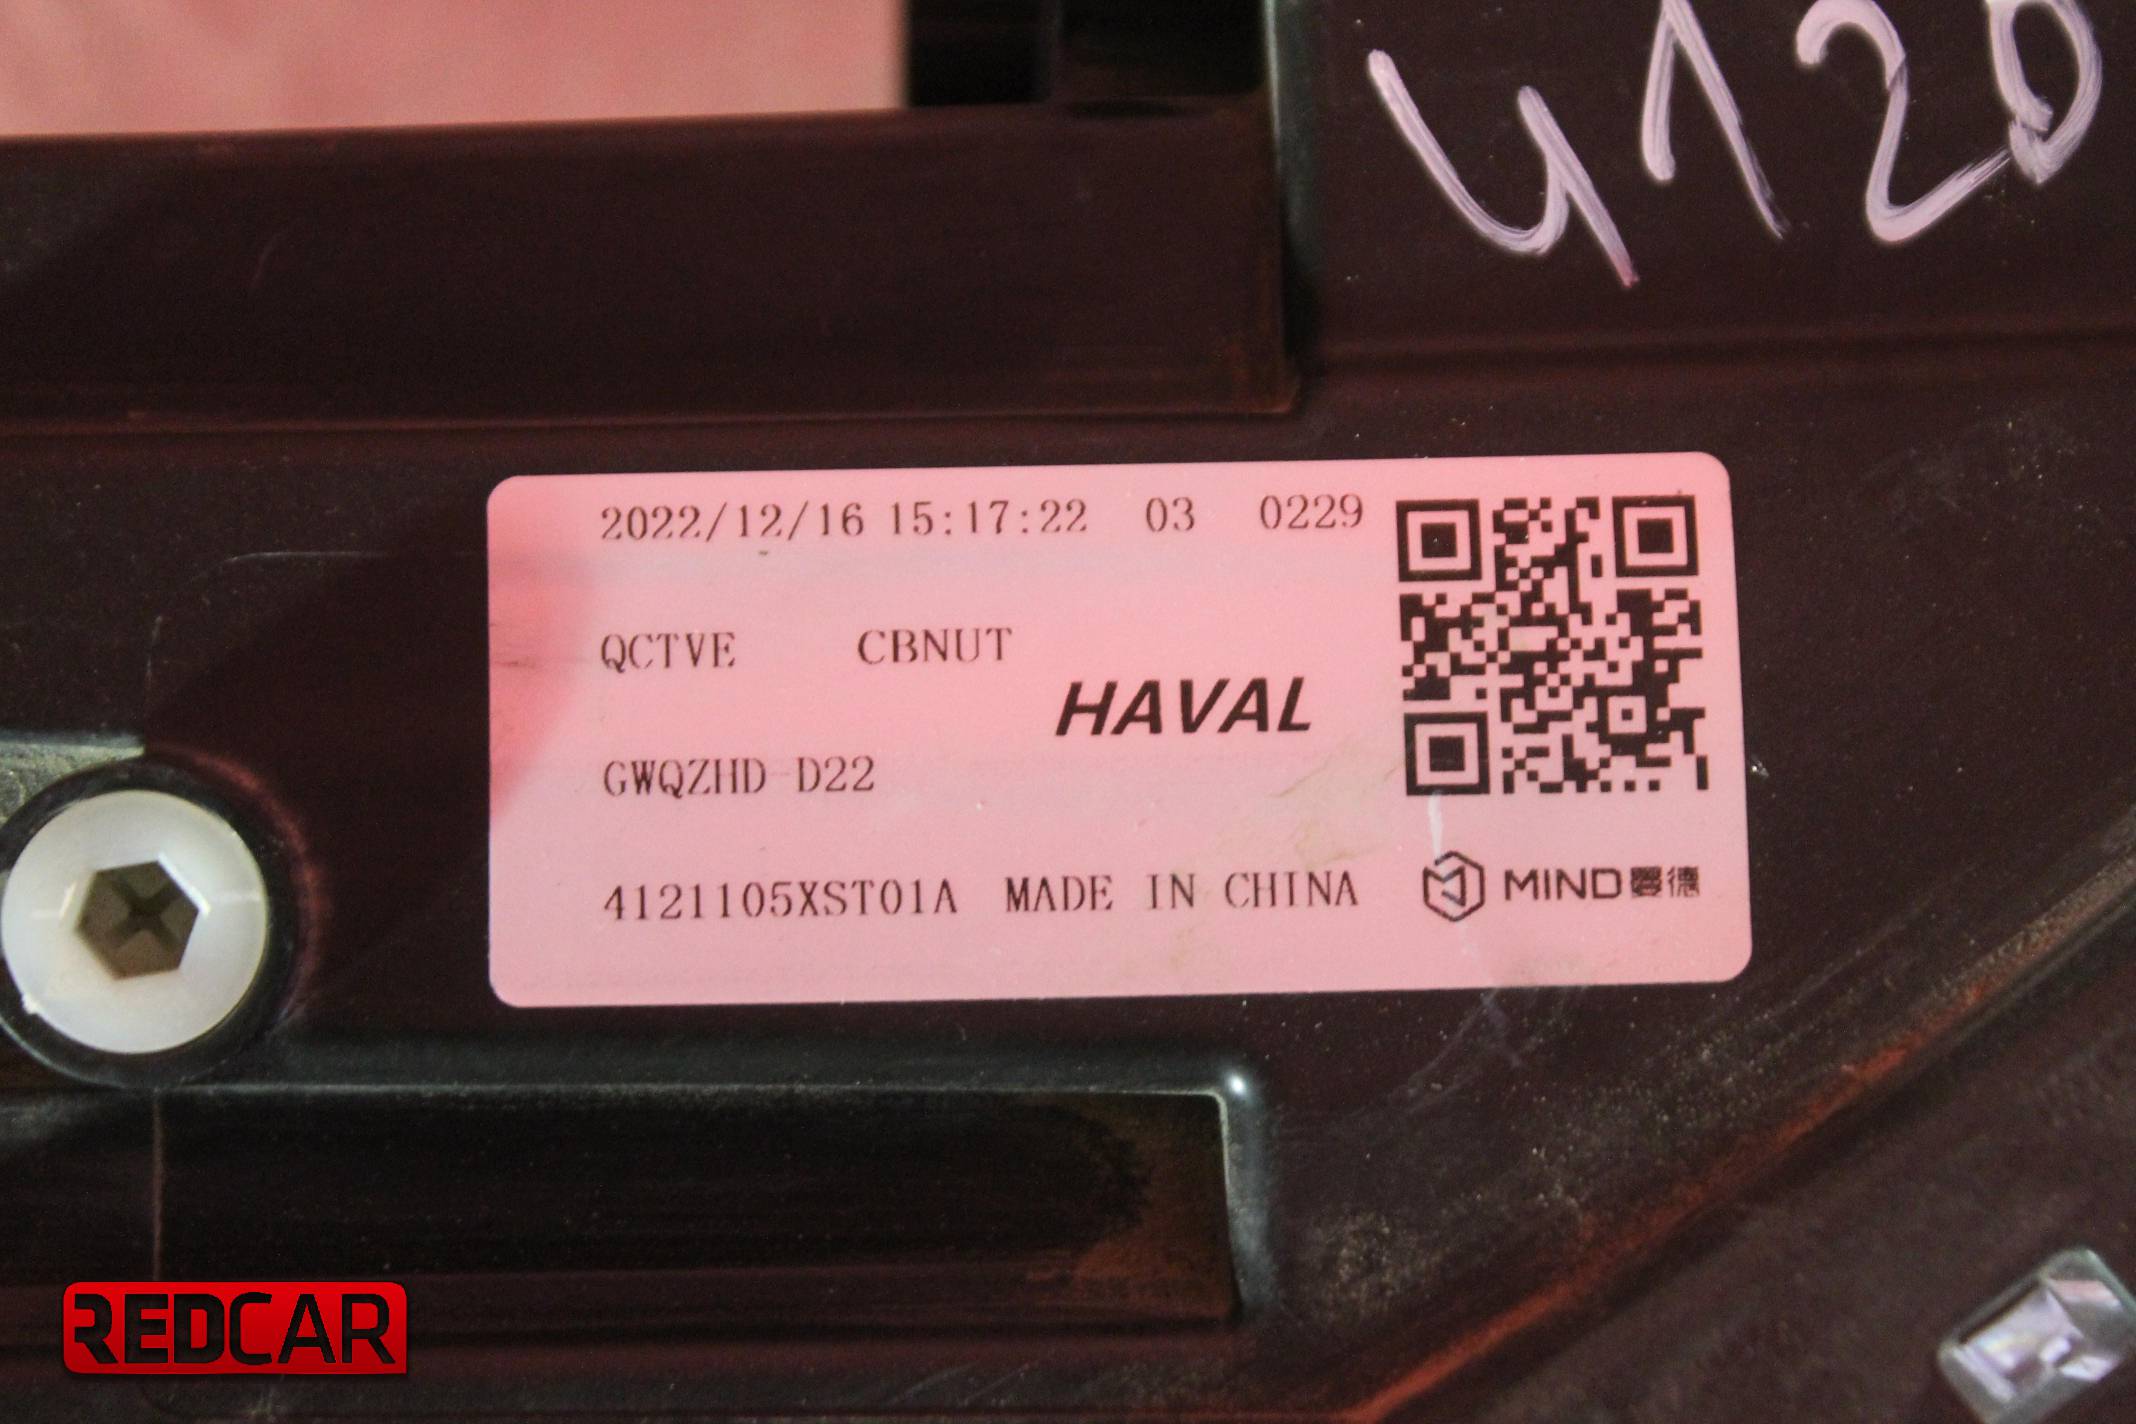 4120
2022/12/16 15:17:22 03 0229
QCTVE CBNUT
HAVAL
GWQZHD-D22
4121105XST01A MADE IN CHINA
MIND曼德
REDCAR